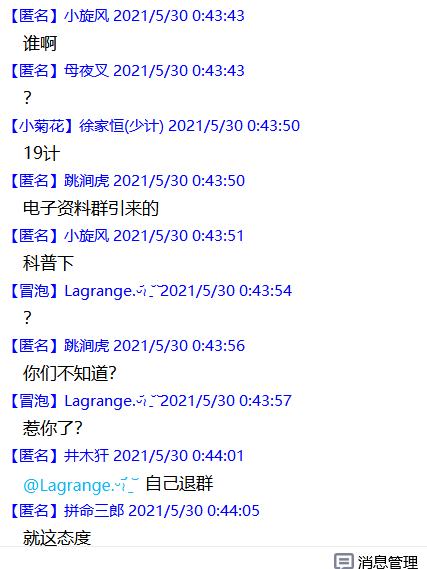 【匿名】小旋风 2021/5/30 0:43:43
谁啊
【匿名】母夜叉 2021/5/30 0:43:43
？
【小菊花】徐家恒(少计) 2021/5/30 0:43:50
19计
【匿名】跳涧虎 2021/5/30 0:43:50
电子资料群引来的
【匿名】小旋风 2021/5/30 0:43:51
科普下
【冒泡】Lagrange. 2021/5/30 0:43:54
？
【匿名】跳涧虎 2021/5/30 0:43:56
你们不知道?
【冒泡】Lagrange. 2021/5/30 0:43:57
惹你了?
【匿名】井木犴 2021/5/30 0:44:01
@Lagrange. 自己退群
【匿名】拼命三郎 2021/5/30 0:44:05
就这态度
消息管理